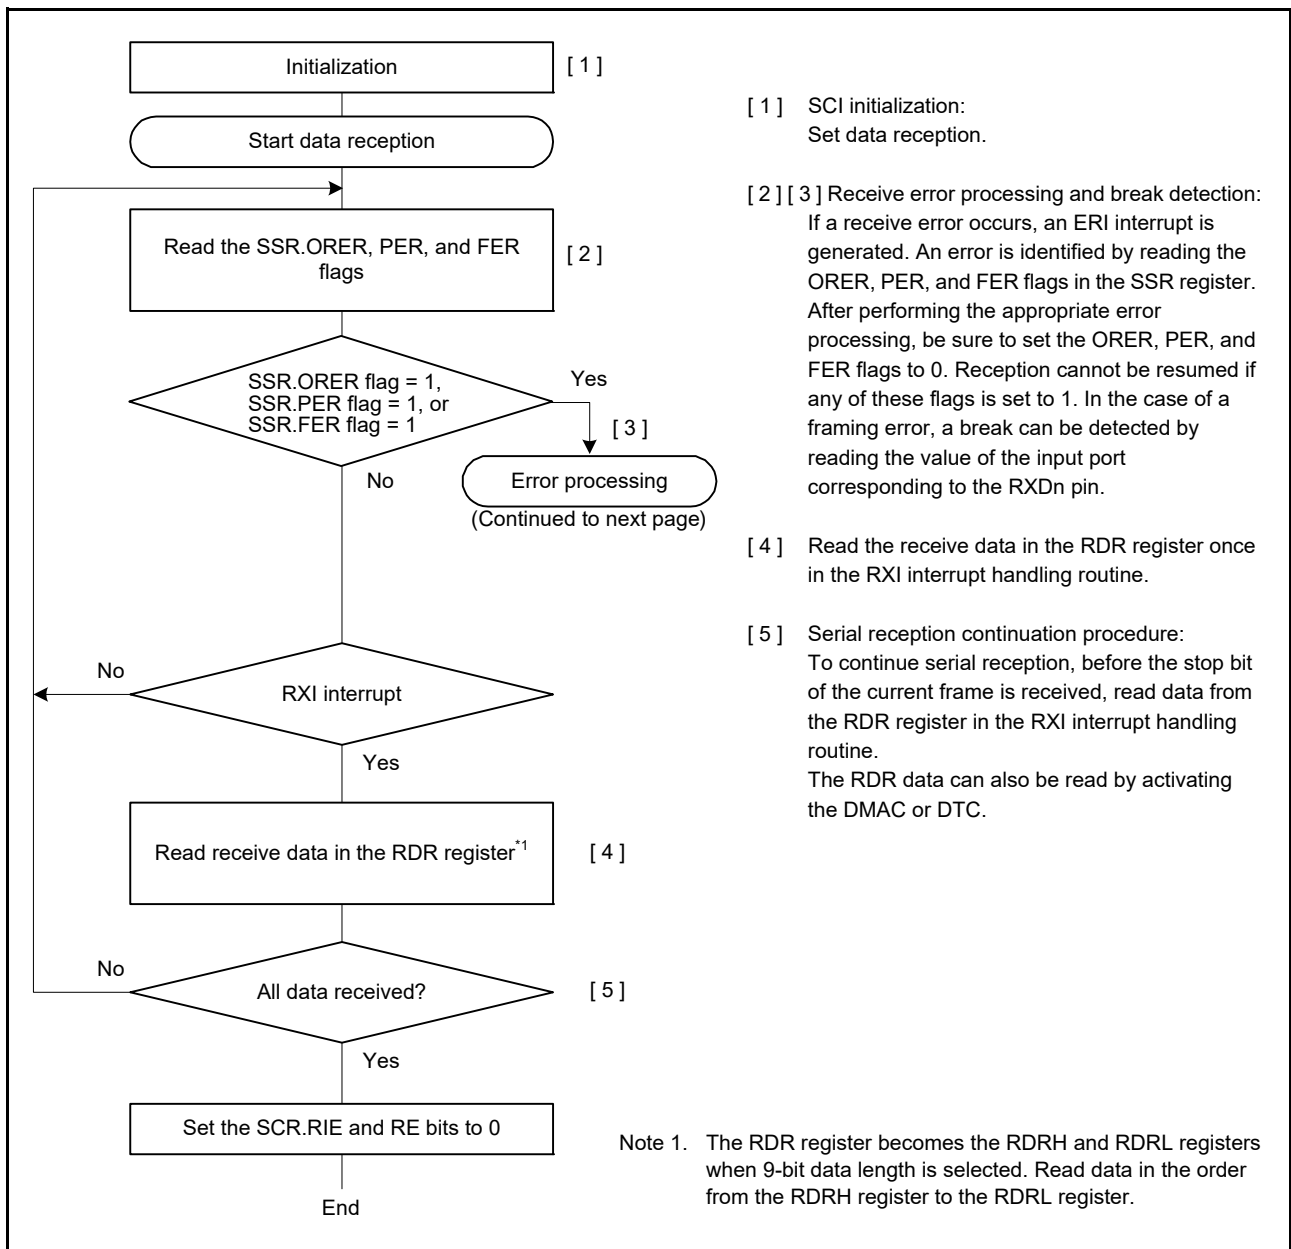 Initialization
[ 1 ]
Start data reception
Read the SSR.ORER, PER, and FER
flags
[ 2 ]
SSR.ORER flag = 1,
SSR.PER flag = 1, or
SSR.FER flag = 1
Yes
[ 3 ]
No
Error processing
(Continued to next page)
No
RXI interrupt
Yes
Read receive data in the RDR register*1
[ 4 ]
No
All data received?
[ 5 ]
Yes
Set the SCR.RIE and RE bits to 0
End
[ 1 ] SCI initialization:
Set data reception.
[ 2 ] [ 3 ] Receive error processing and break detection:
If a receive error occurs, an ERI interrupt is
generated. An error is identified by reading the
ORER, PER, and FER flags in the SSR register.
After performing the appropriate error
processing, be sure to set the ORER, PER, and
FER flags to 0. Reception cannot be resumed if
any of these flags is set to 1. In the case of a
framing error, a break can be detected by
reading the value of the input port
corresponding to the RXDn pin.
[ 4 ] Read the receive data in the RDR register once
in the RXI interrupt handling routine.
[ 5 ] Serial reception continuation procedure:
To continue serial reception, before the stop bit
of the current frame is received, read data from
the RDR register in the RXI interrupt handling
routine.
The RDR data can also be read by activating
the DMAC or DTC.
Note 1. The RDR register becomes the RDRH and RDRL registers
when 9-bit data length is selected. Read data in the order
from the RDRH register to the RDRL register.